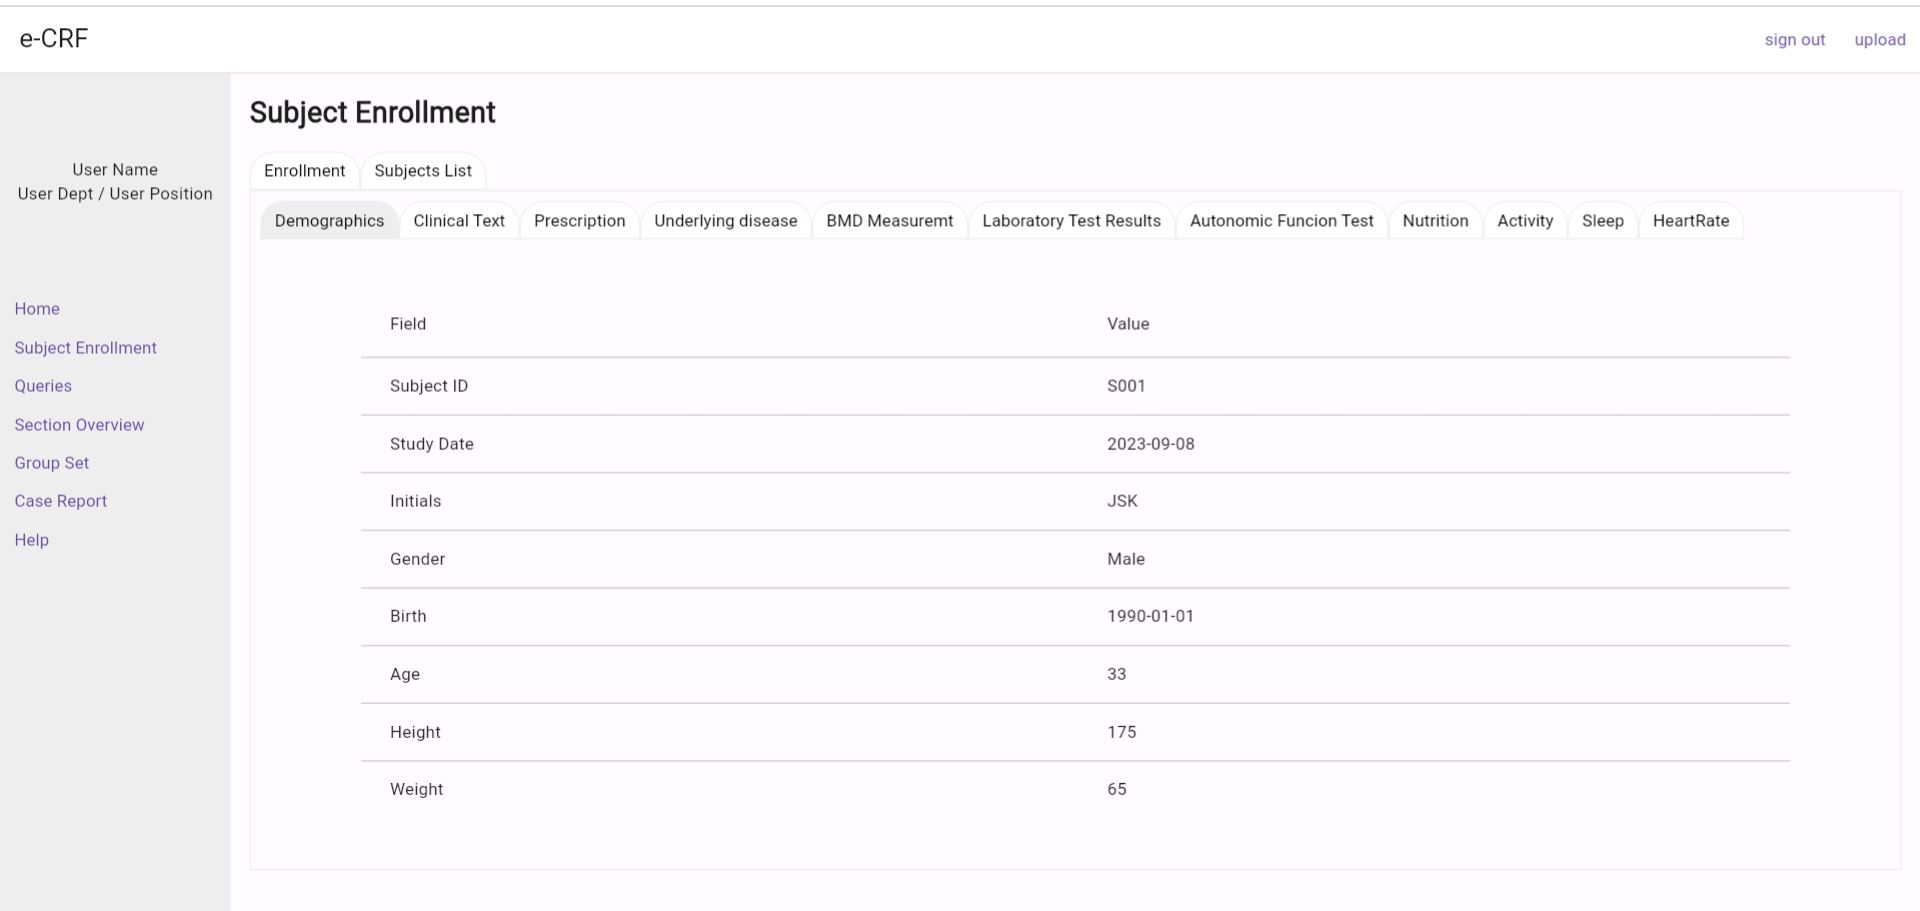 e-CRF
sign out upload
User Name
User Dept / User Position
Home
Subject Enrollment
Queries
Section Overview
Group Set
Case Report
Help
Subject Enrollment
Enrollment Subjects List
Demographics Clinical Text Prescription Underlying disease BMD Measuremt Laboratory Test Results Autonomic Funcion Test Nutrition Activity Sleep HeartRate
Field Value
Subject ID S001
Study Date 2023-09-08
Initials JSK
Gender Male
Birth 1990-01-01
Age 33
Height 175
Weight 65